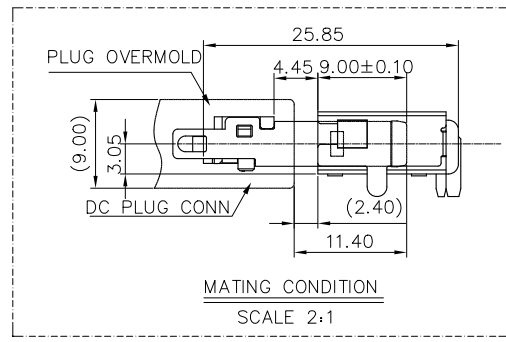 25.85
PLUG OVERMOLD
4.45
9.00±0.10
(9.00)
3.05
DC PLUG CONN
(2.40)
11.40
MATING CONDITION
SCALE 2:1